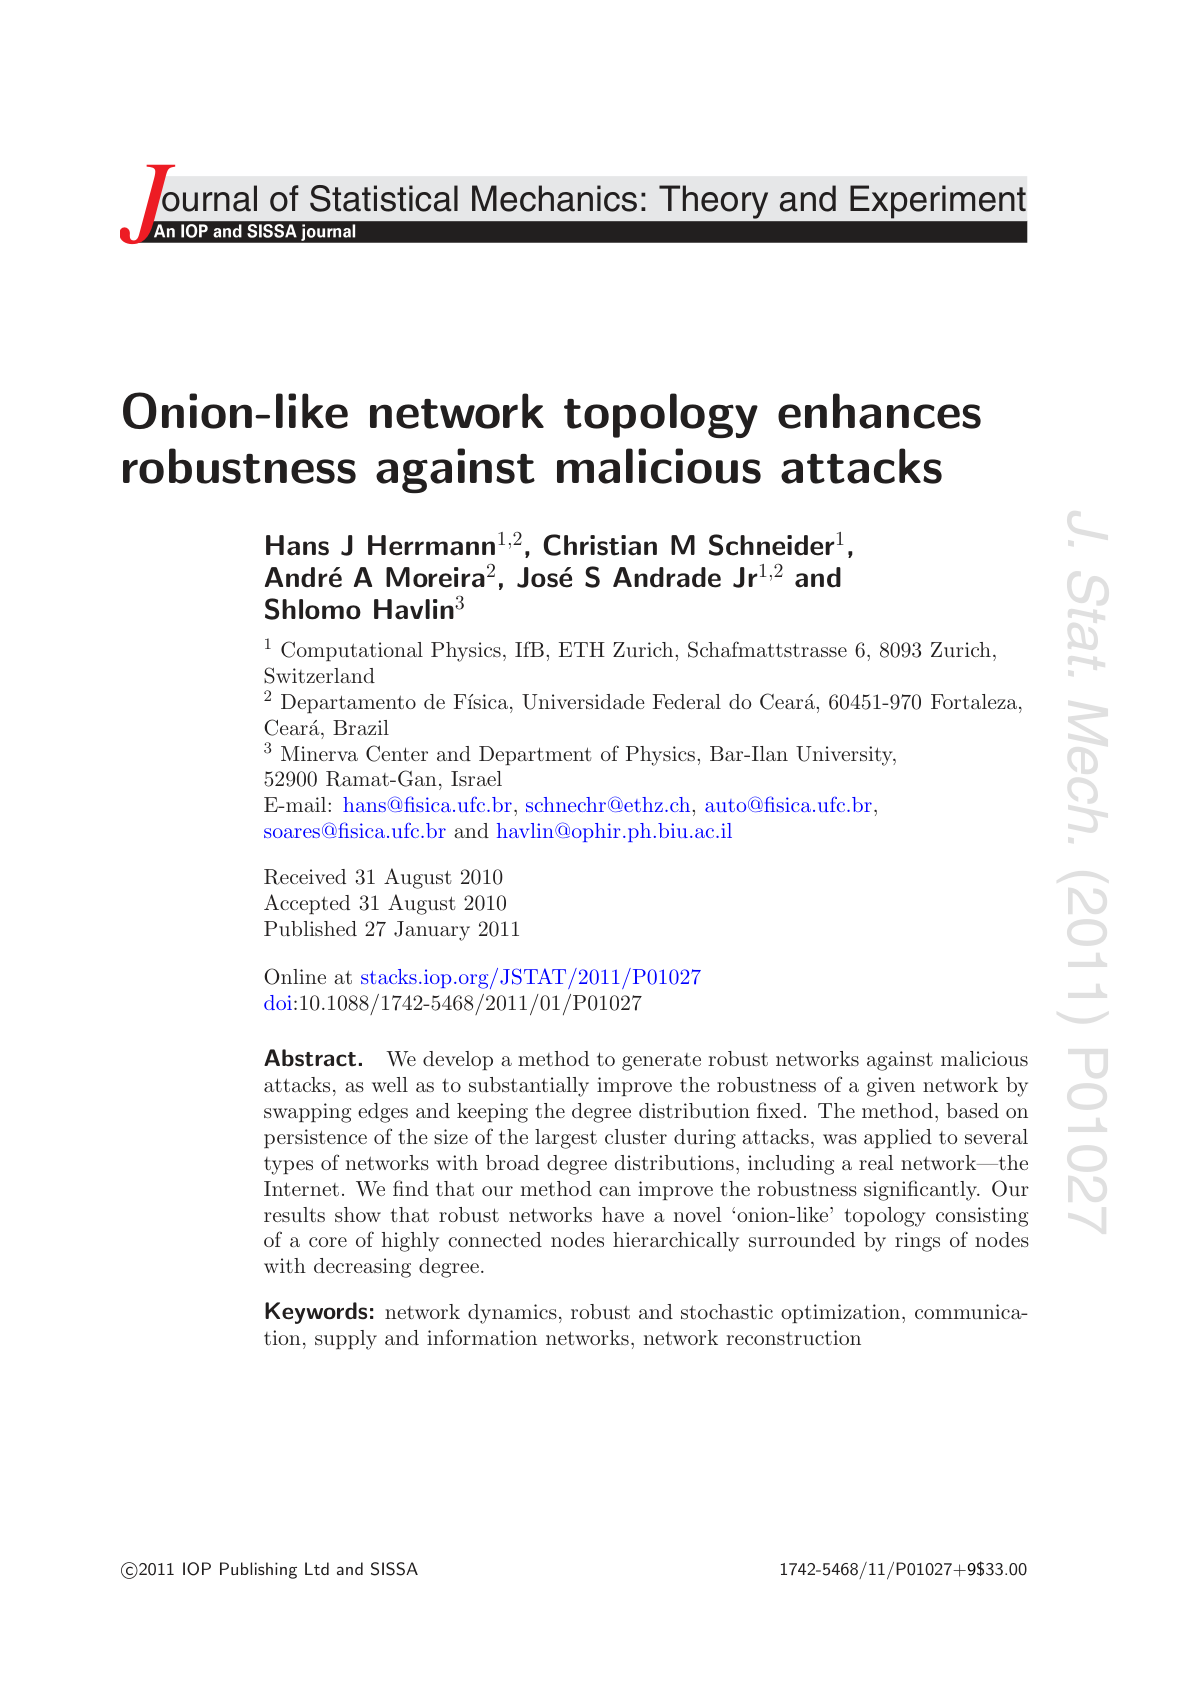 Journal of Statistical Mechanics: Theory and Experiment
An IOP and SISSA journal
Onion-like network topology enhances
robustness against malicious attacks
Hans J Herrmann1,2, Christian M Schneider1,
André A Moreira2, José S Andrade Jr1,2 and
Shlomo Havlin3
1 Computational Physics, IfB, ETH Zurich, Schafmattstrasse 6, 8093 Zurich,
Switzerland
2 Departamento de Física, Universidade Federal do Ceará, 60451-970 Fortaleza,
Ceará, Brazil
3 Minerva Center and Department of Physics, Bar-Ilan University,
52900 Ramat-Gan, Israel
E-mail: hans@fisica.ufc.br, schnechr@ethz.ch, auto@fisica.ufc.br,
soares@fisica.ufc.br and havlin@ophir.ph.biu.ac.il
Received 31 August 2010
Accepted 31 August 2010
Published 27 January 2011
Online at stacks.iop.org/JSTAT/2011/P01027
doi:10.1088/1742-5468/2011/01/P01027
Abstract. We develop a method to generate robust networks against malicious
attacks, as well as to substantially improve the robustness of a given network by
swapping edges and keeping the degree distribution fixed. The method, based on
persistence of the size of the largest cluster during attacks, was applied to several
types of networks with broad degree distributions, including a real network—the
Internet. We find that our method can improve the robustness significantly. Our
results show that robust networks have a novel ‘onion-like’ topology consisting
of a core of highly connected nodes hierarchically surrounded by rings of nodes
with decreasing degree.
Keywords: network dynamics, robust and stochastic optimization, communica-
tion, supply and information networks, network reconstruction
©2011 IOP Publishing Ltd and SISSA
1742-5468/11/P01027+9$33.00
J. Stat. Mech. (2011) P01027